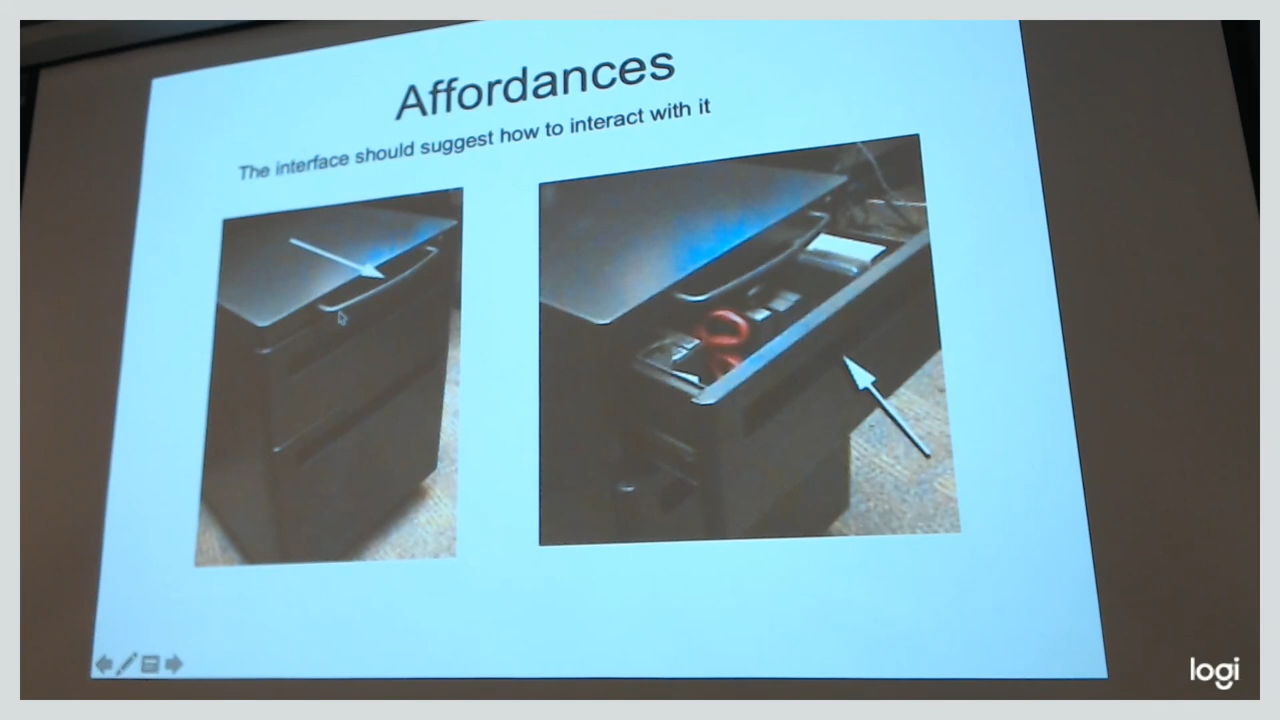 Affordances
The interface should suggest how to interact with it
logi